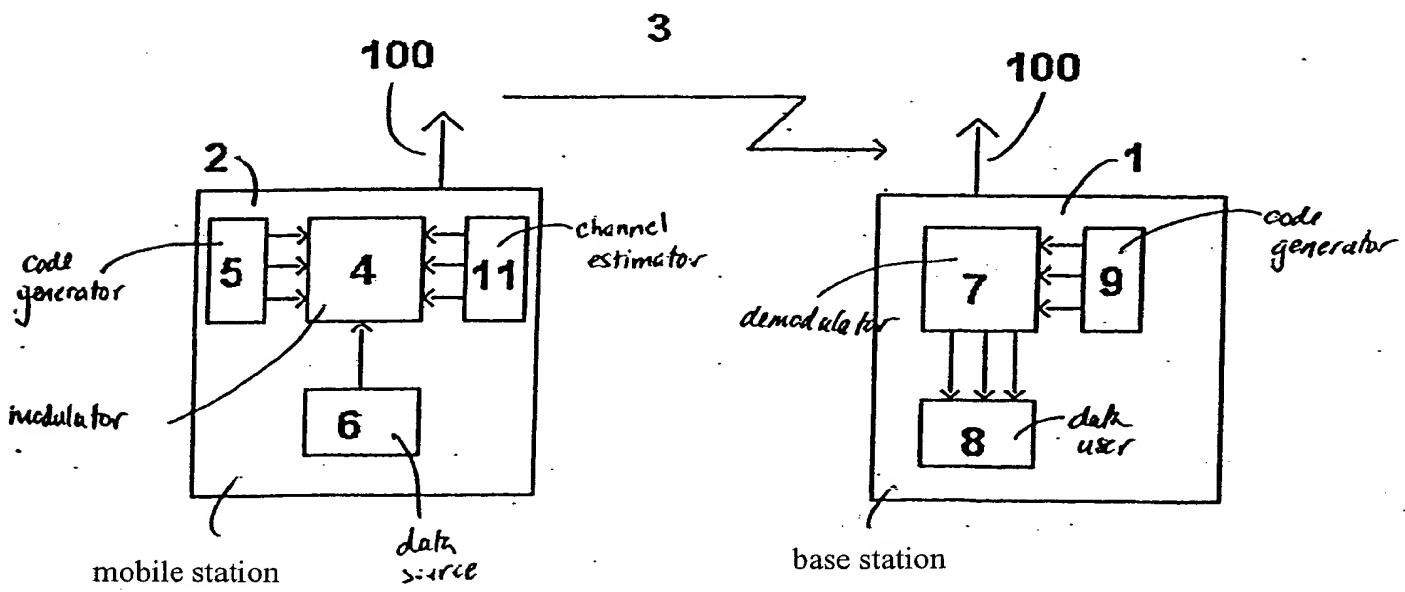 3
100
100
2
1
code
generator
5
4
11
channel
estimator
demodulator
7
9
code
generator
modulator
6
8
data
user
data
source
mobile station
base station